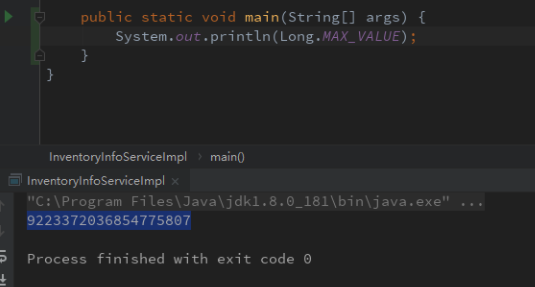 public static void main(String[] args) {
System.out.println(Long.MAX_VALUE);
}
}
InventoryInfoServiceImpl › main()
InventoryInfoServiceImpl ×
"C:\Program Files\Java\jdk1.8.0_181\bin\java.exe" ...
9223372036854775807
Process finished with exit code 0